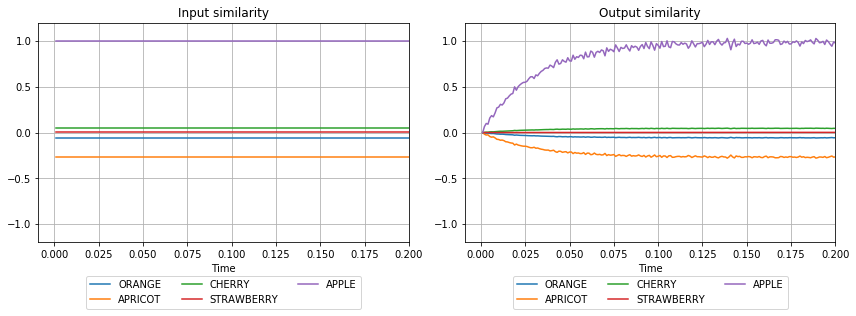 Input similarity
1.0
0.5
0.0
−0.5
−1.0
0.000 0.025 0.050 0.075 0.100 0.125 0.150 0.175 0.200
Time
ORANGE CHERRY APPLE
APRICOT STRAWBERRY
Output similarity
1.0
0.5
0.0
−0.5
−1.0
0.000 0.025 0.050 0.075 0.100 0.125 0.150 0.175 0.200
Time
ORANGE CHERRY APPLE
APRICOT STRAWBERRY